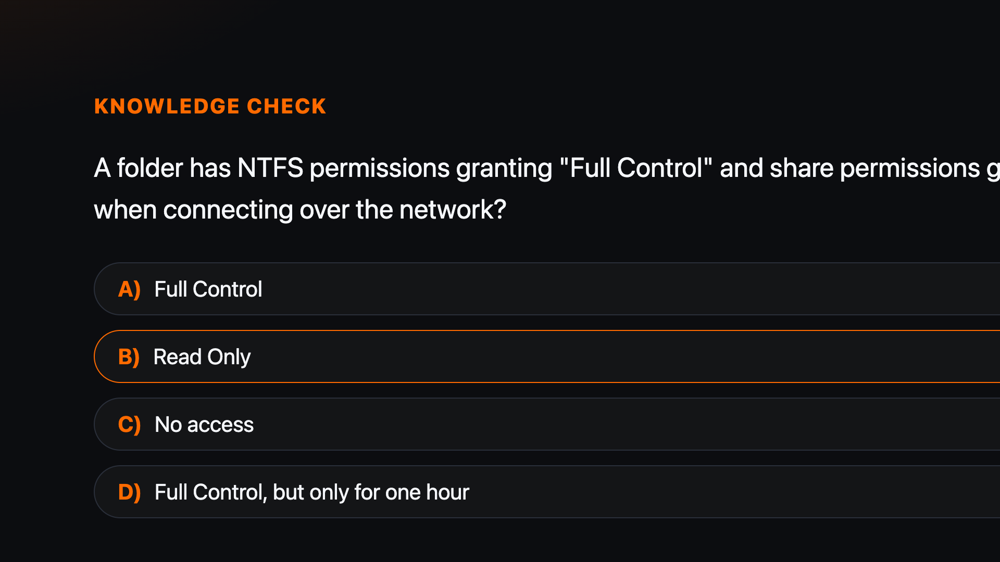 KNOWLEDGE CHECK
A folder has NTFS permissions granting "Full Control" and share permissions
when connecting over the network?
A) Full Control
B) Read Only
C) No access
D) Full Control, but only for one hour